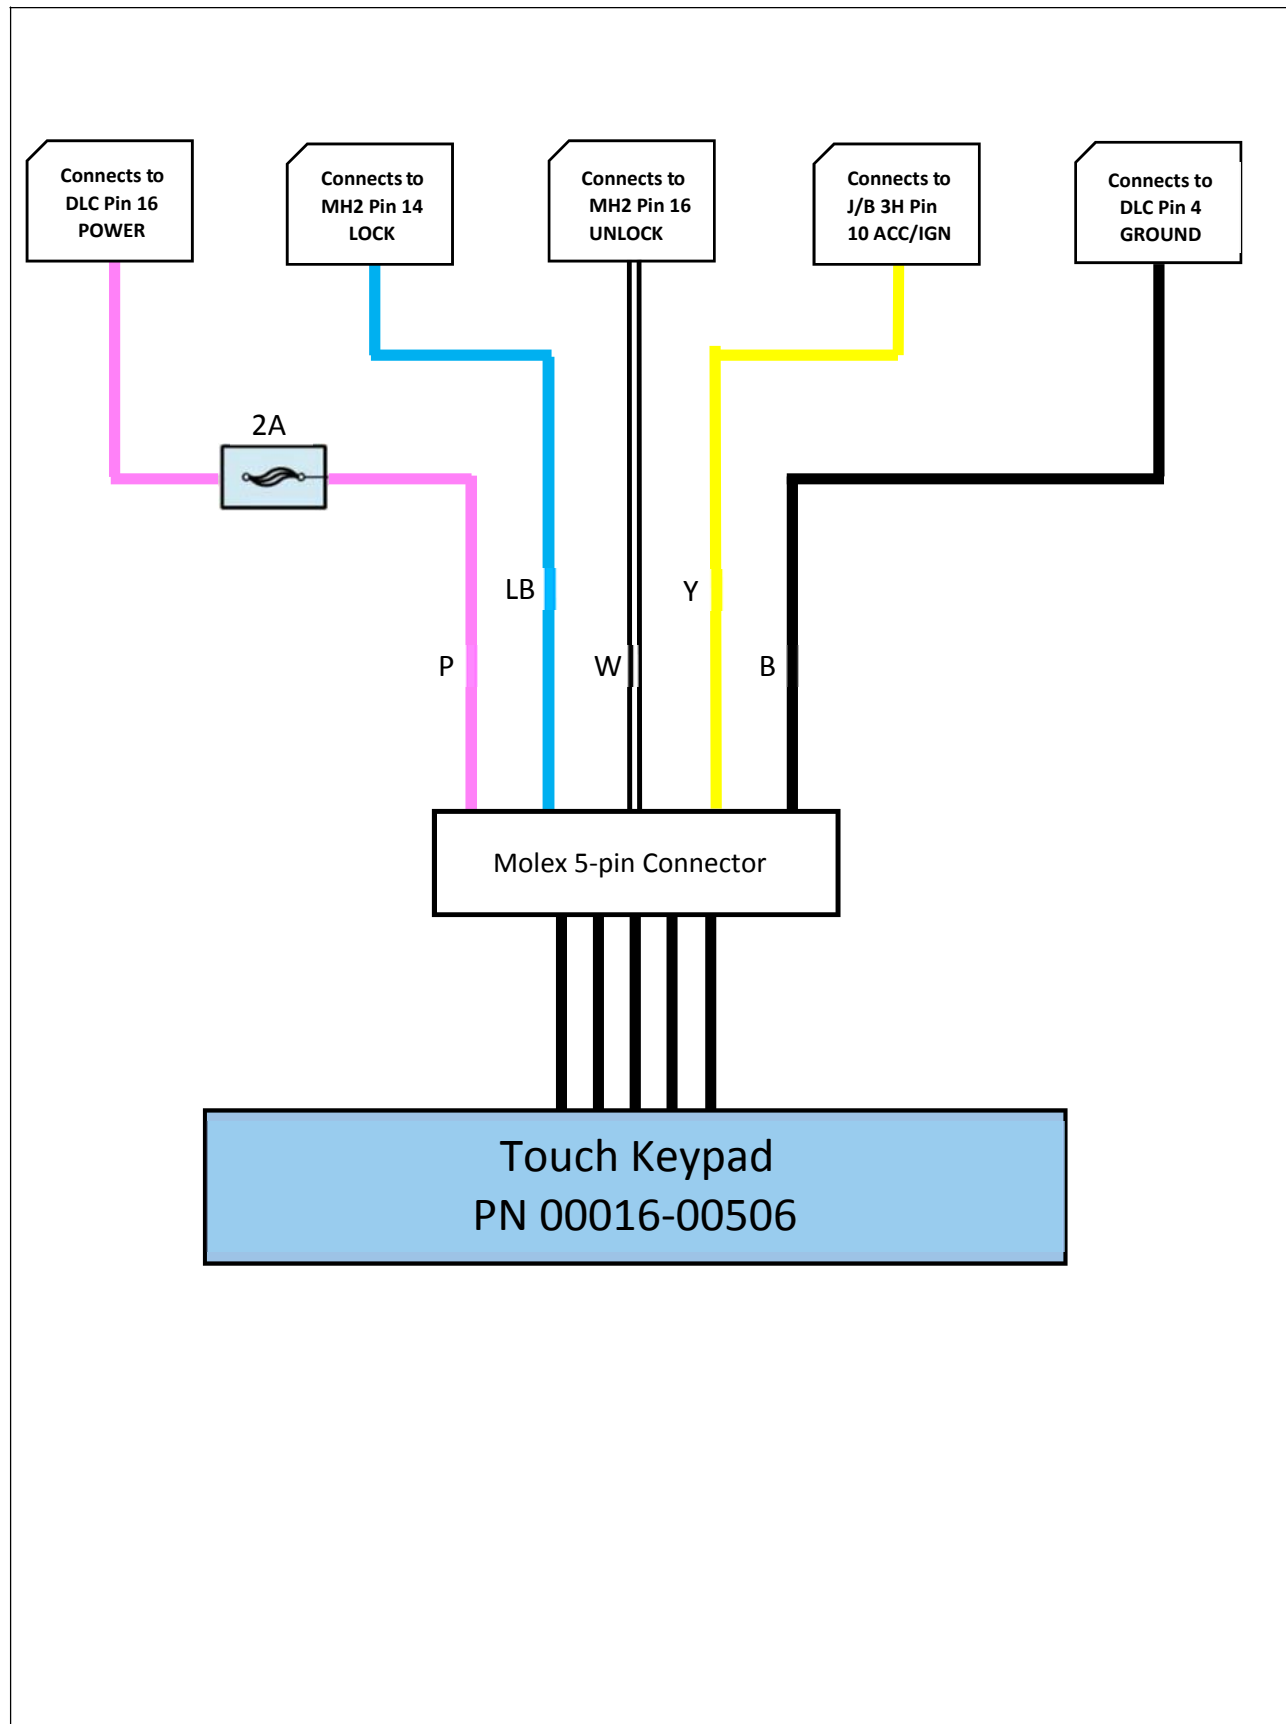 Connects to
DLC Pin 16
POWER
Connects to
MH2 Pin 14
LOCK
Connects to
MH2 Pin 16
UNLOCK
Connects to
J/B 3H Pin
10 ACC/IGN
Connects to
DLC Pin 4
GROUND
2A
LB
Y
P
W
B
Molex 5-pin Connector
Touch Keypad
PN 00016-00506